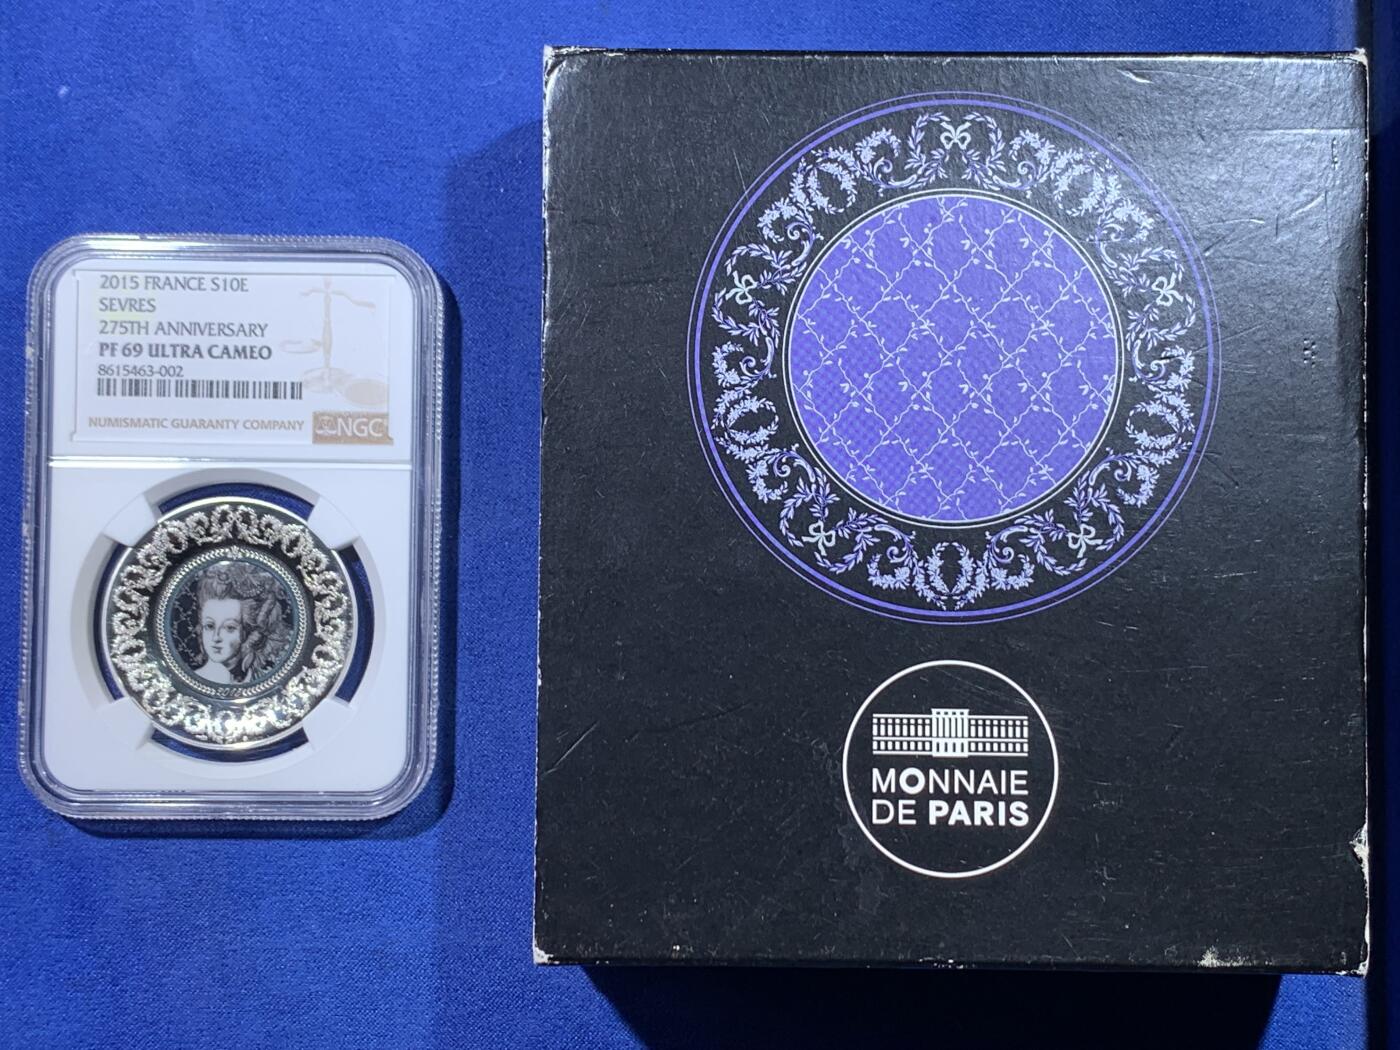 2015 FRANCE S10E
SEVRES
275TH ANNIVERSARY
PF 69 ULTRA CAMEO
8615463-002
NUMISMATIC GUARANTY COMPANY
NGC
2015
MONNAIE
DE PARIS